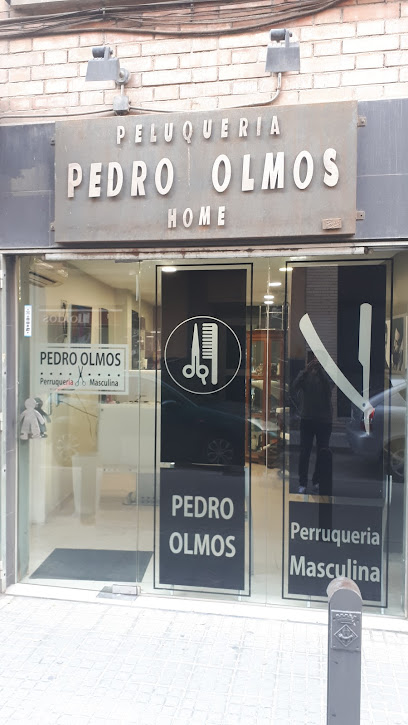 PELUQUERIA
PEDRO OLMOS
HOME
PEDRO OLMOS
Perruqueria Masculina
PEDRO
OLMOS
Perruqueria
Masculina